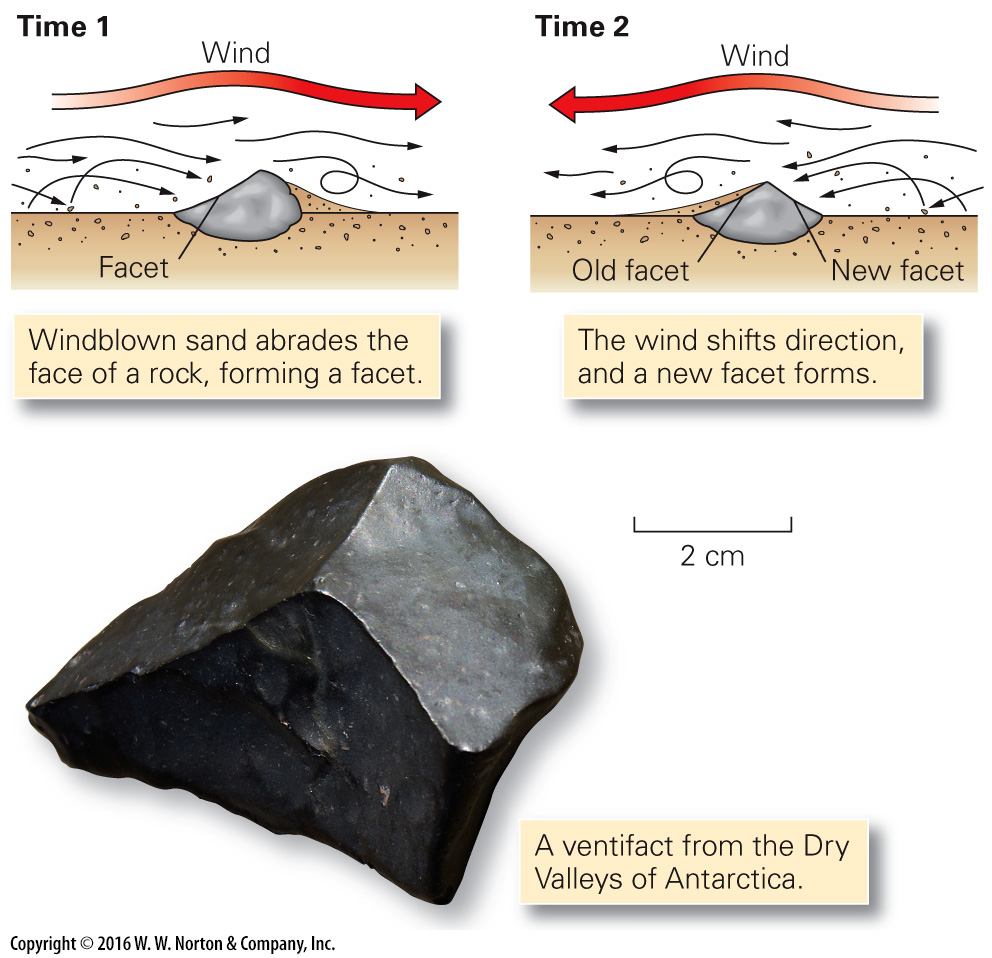 Time 1
Wind
Facet
Windblown sand abrades the
face of a rock, forming a facet.
Time 2
Wind
Old facet
New facet
The wind shifts direction,
and a new facet forms.
2 cm
A ventifact from the Dry
Valleys of Antarctica.
Copyright © 2016 W. W. Norton & Company, Inc.